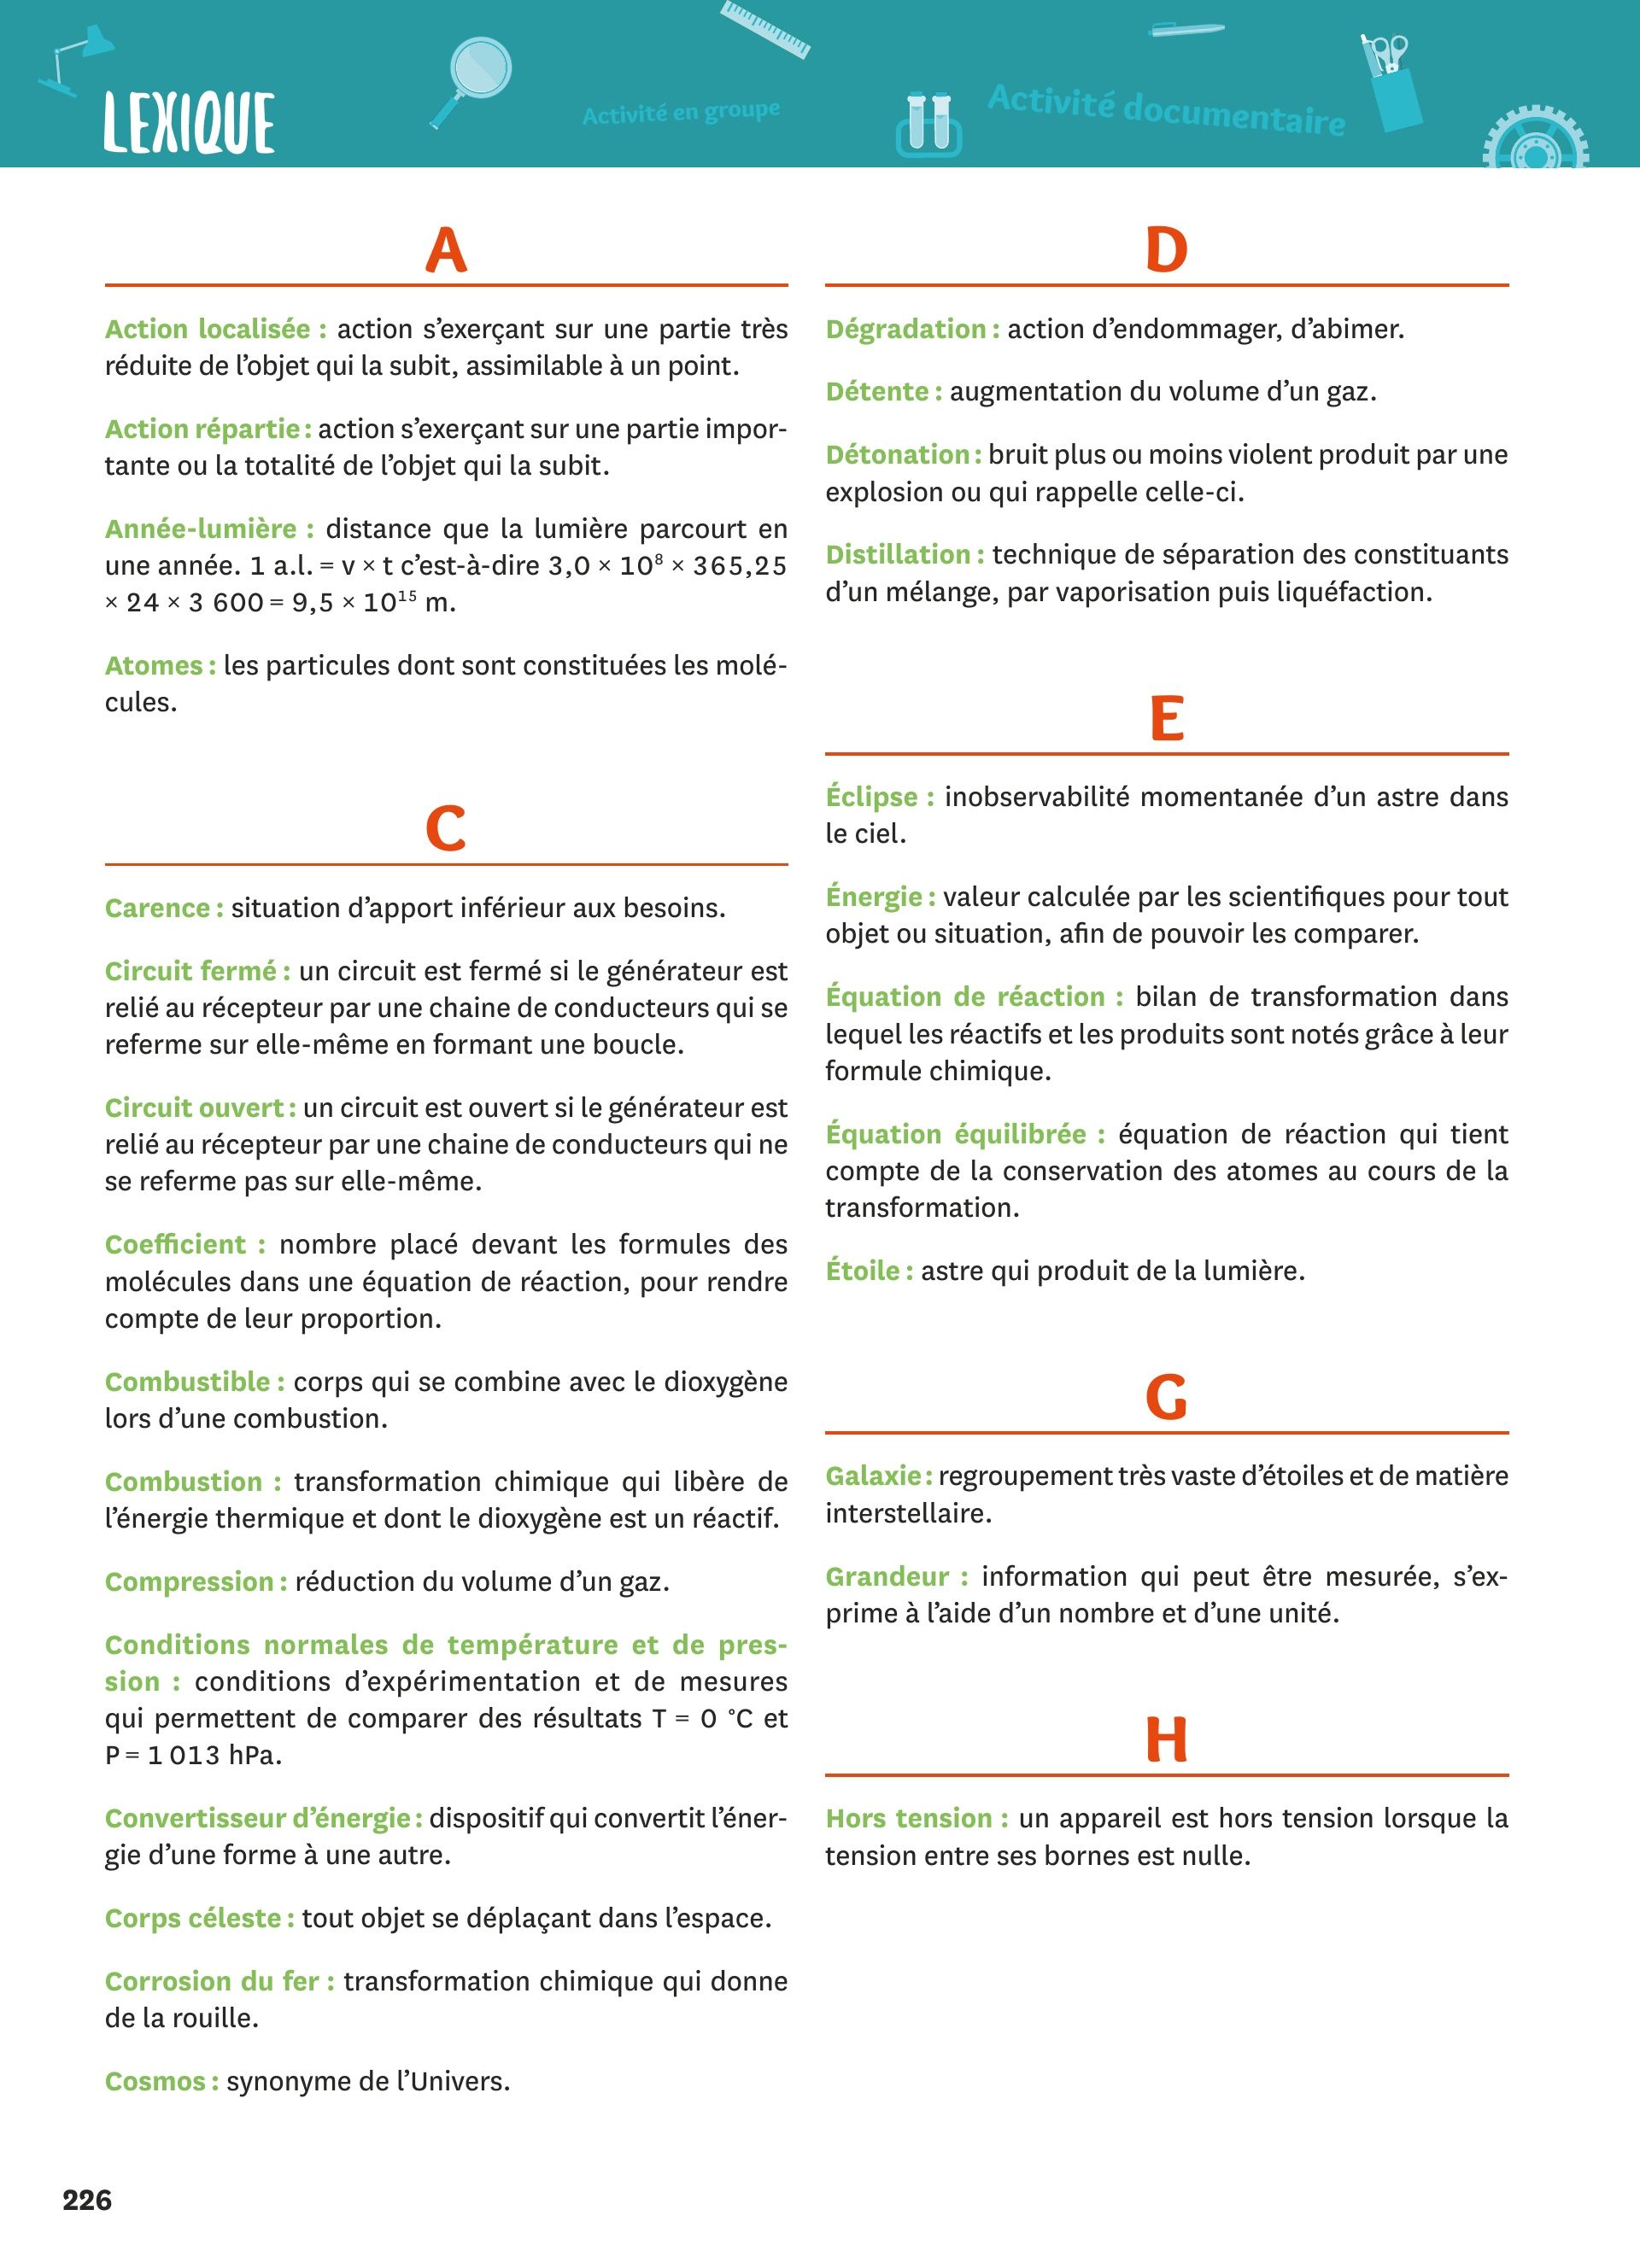 LEXIQUE
Activité en groupe
Activité documentaire
A
Action localisée : action s’exerçant sur une partie très
réduite de l’objet qui la subit, assimilable à un point.
Action répartie : action s’exerçant sur une partie impor-
tante ou la totalité de l’objet qui la subit.
Année-lumière : distance que la lumière parcourt en
une année. 1 a.l. = v × t c’est-à-dire 3,0 × 10⁸ × 365,25
× 24 × 3 600 = 9,5 × 10¹⁵ m.
Atomes : les particules dont sont constituées les molé-
cules.
C
Carence : situation d’apport inférieur aux besoins.
Circuit fermé : un circuit est fermé si le générateur est
relié au récepteur par une chaine de conducteurs qui se
referme sur elle-même en formant une boucle.
Circuit ouvert : un circuit est ouvert si le générateur est
relié au récepteur par une chaine de conducteurs qui ne
se referme pas sur elle-même.
Coefficient : nombre placé devant les formules des
molécules dans une équation de réaction, pour rendre
compte de leur proportion.
Combustible : corps qui se combine avec le dioxygène
lors d’une combustion.
Combustion : transformation chimique qui libère de
l’énergie thermique et dont le dioxygène est un réactif.
Compression : réduction du volume d’un gaz.
Conditions normales de température et de pres-
sion : conditions d’expérimentation et de mesures
qui permettent de comparer des résultats T = 0 °C et
P = 1 013 hPa.
Convertisseur d’énergie : dispositif qui convertit l’éner-
gie d’une forme à une autre.
Corps céleste : tout objet se déplaçant dans l’espace.
Corrosion du fer : transformation chimique qui donne
de la rouille.
Cosmos : synonyme de l’Univers.
D
Dégradation : action d’endommager, d’abimer.
Détente : augmentation du volume d’un gaz.
Détonation : bruit plus ou moins violent produit par une
explosion ou qui rappelle celle-ci.
Distillation : technique de séparation des constituants
d’un mélange, par vaporisation puis liquéfaction.
E
Éclipse : inobservabilité momentanée d’un astre dans
le ciel.
Énergie : valeur calculée par les scientifiques pour tout
objet ou situation, afin de pouvoir les comparer.
Équation de réaction : bilan de transformation dans
lequel les réactifs et les produits sont notés grâce à leur
formule chimique.
Équation équilibrée : équation de réaction qui tient
compte de la conservation des atomes au cours de la
transformation.
Étoile : astre qui produit de la lumière.
G
Galaxie : regroupement très vaste d’étoiles et de matière
interstellaire.
Grandeur : information qui peut être mesurée, s’ex-
prime à l’aide d’un nombre et d’une unité.
H
Hors tension : un appareil est hors tension lorsque la
tension entre ses bornes est nulle.
226